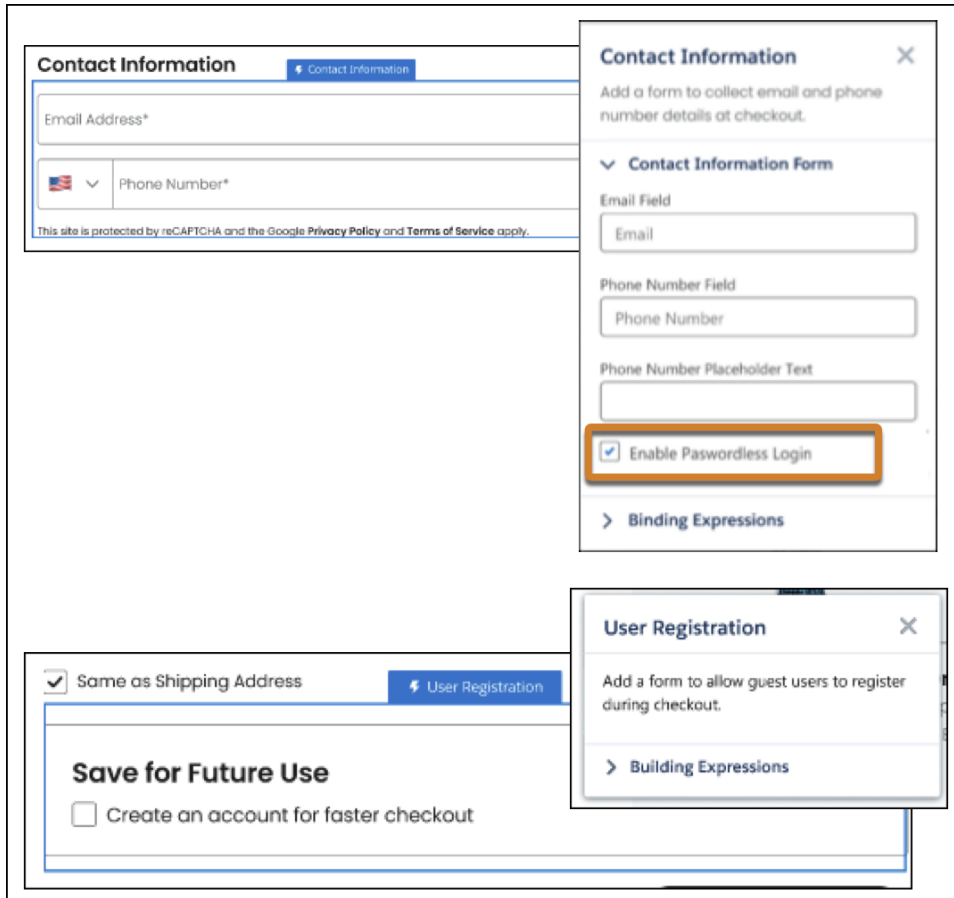 Contact Information
Contact Information
Email Address*
Phone Number*
This site is protected by reCAPTCHA and the Google Privacy Policy and Terms of Service apply.
Contact Information
Add a form to collect email and phone
number details at checkout.
Contact Information Form
Email Field
Email
Phone Number Field
Phone Number
Phone Number Placeholder Text
Enable Paswordless Login
Binding Expressions
Same as Shipping Address
User Registration
Save for Future Use
Create an account for faster checkout
User Registration
Add a form to allow guest users to register
during checkout.
Building Expressions